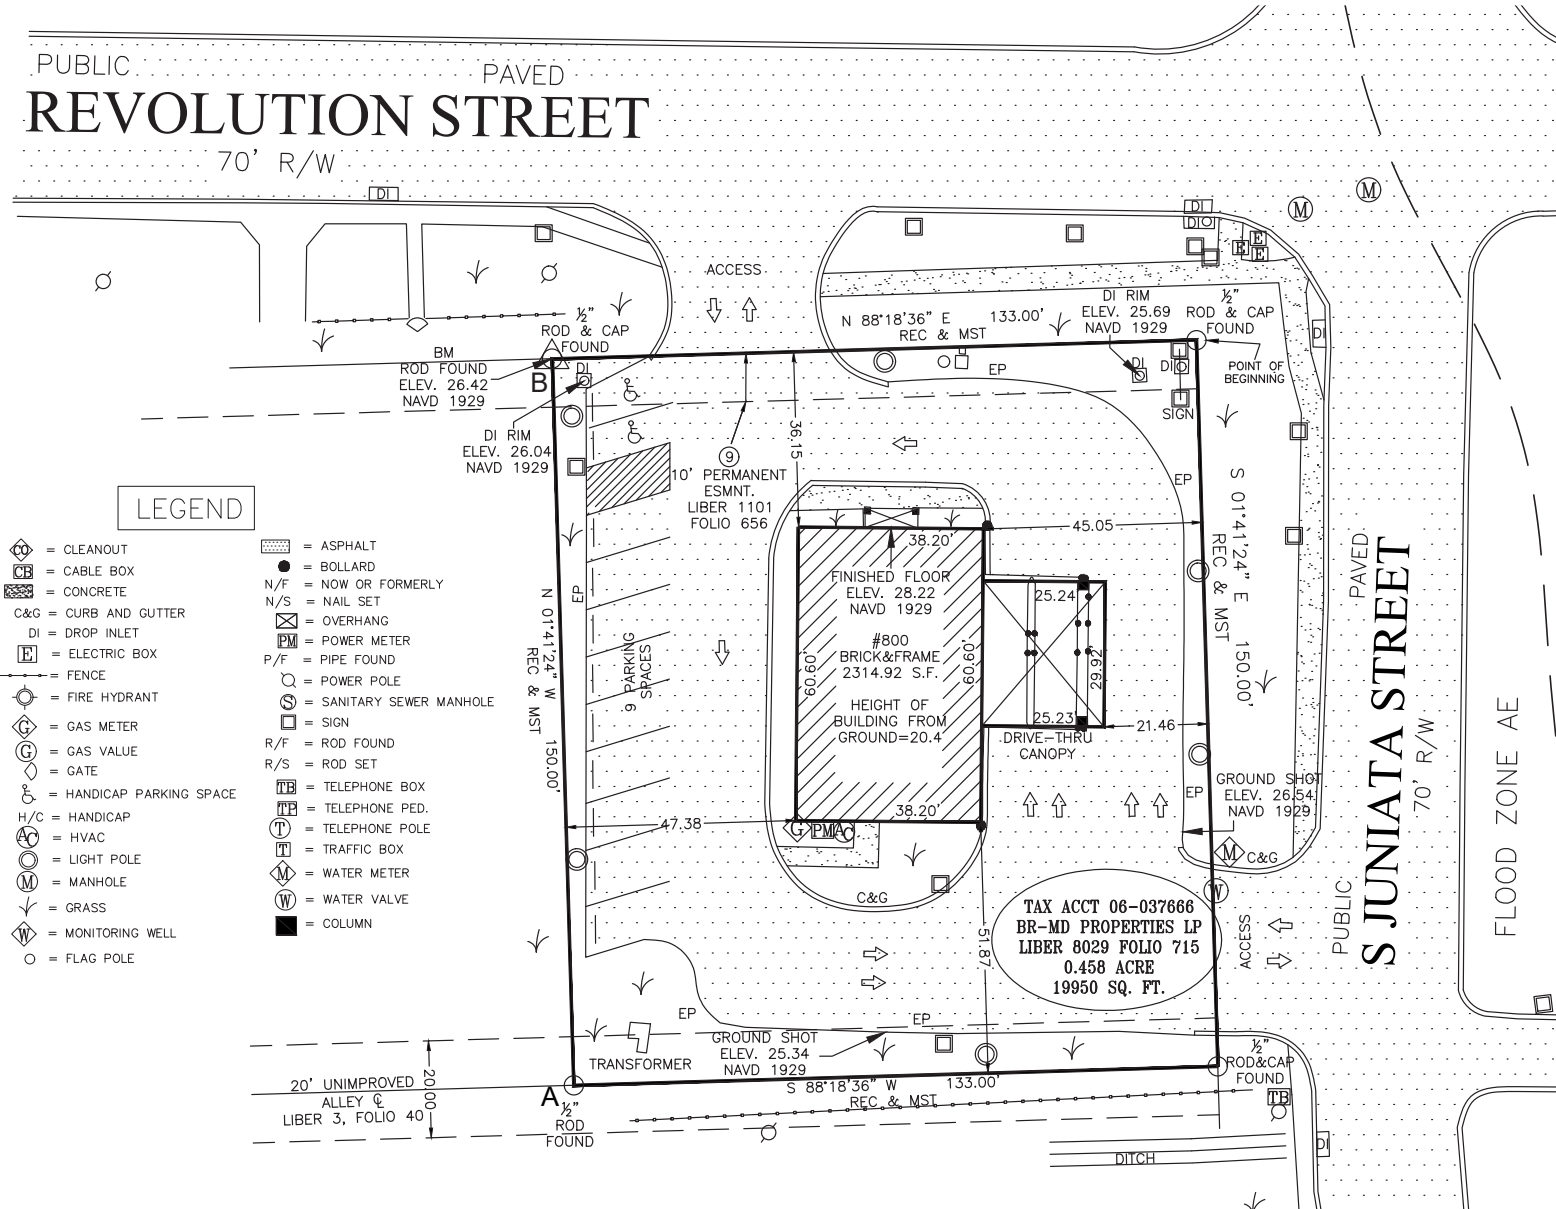 PUBLIC
PAVED
REVOLUTION STREET
70' R/W
DI
DI
DI
M
M
E
E
E
ACCESS
½"
ROD & CAP
FOUND
BM
ROD FOUND
ELEV. 26.42
NAVD 1929
B
DI
DI RIM
ELEV. 26.04
NAVD 1929
N 88°18'36" E 133.00'
REC & MST
DI RIM
ELEV. 25.69
NAVD 1929
½"
ROD & CAP
FOUND
DI
POINT OF
BEGINNING
EP
DI
DI
SIGN
36.15
9
10' PERMANENT
ESMNT.
LIBER 1101
FOLIO 656
EP
S 01°41'24" E 150.00'
REC & MST
45.05
38.20'
FINISHED FLOOR
ELEV. 28.22
NAVD 1929
#800
BRICK&FRAME
2314.92 S.F.
HEIGHT OF
BUILDING FROM
GROUND=20.4
60.60'
60.60'
38.20'
25.24'
29.92'
25.23'
DRIVE-THRU
CANOPY
21.46
EP
N 01°41'24" W 150.00'
REC & MST
9 PARKING
SPACES
47.38
G
PM
AC
C&G
51.87
EP
GROUND SHOT
ELEV. 26.54
NAVD 1929
M
C&G
W
TAX ACCT 06-037666
BR-MD PROPERTIES LP
LIBER 8029 FOLIO 715
0.458 ACRE
19950 SQ. FT.
ACCESS
PUBLIC
PAVED
S JUNIATA STREET
70' R/W
FLOOD ZONE AE
LEGEND
CO = CLEANOUT
CB = CABLE BOX
= CONCRETE
C&G = CURB AND GUTTER
DI = DROP INLET
E = ELECTRIC BOX
= FENCE
= FIRE HYDRANT
G = GAS METER
G = GAS VALUE
= GATE
= HANDICAP PARKING SPACE
H/C = HANDICAP
AC = HVAC
= LIGHT POLE
M = MANHOLE
= GRASS
W = MONITORING WELL
= FLAG POLE
= ASPHALT
= BOLLARD
N/F = NOW OR FORMERLY
N/S = NAIL SET
= OVERHANG
PM = POWER METER
P/F = PIPE FOUND
= POWER POLE
S = SANITARY SEWER MANHOLE
= SIGN
R/F = ROD FOUND
R/S = ROD SET
TB = TELEPHONE BOX
TP = TELEPHONE PED.
T = TELEPHONE POLE
T = TRAFFIC BOX
M = WATER METER
W = WATER VALVE
= COLUMN
EP
EP
TRANSFORMER
GROUND SHOT
ELEV. 25.34
NAVD 1929
S 88°18'36" W 133.00'
REC & MST
½"
ROD&CAP
FOUND
TB
DI
DITCH
20' UNIMPROVED
ALLEY ℄
LIBER 3, FOLIO 40
20.00
A
½"
ROD
FOUND